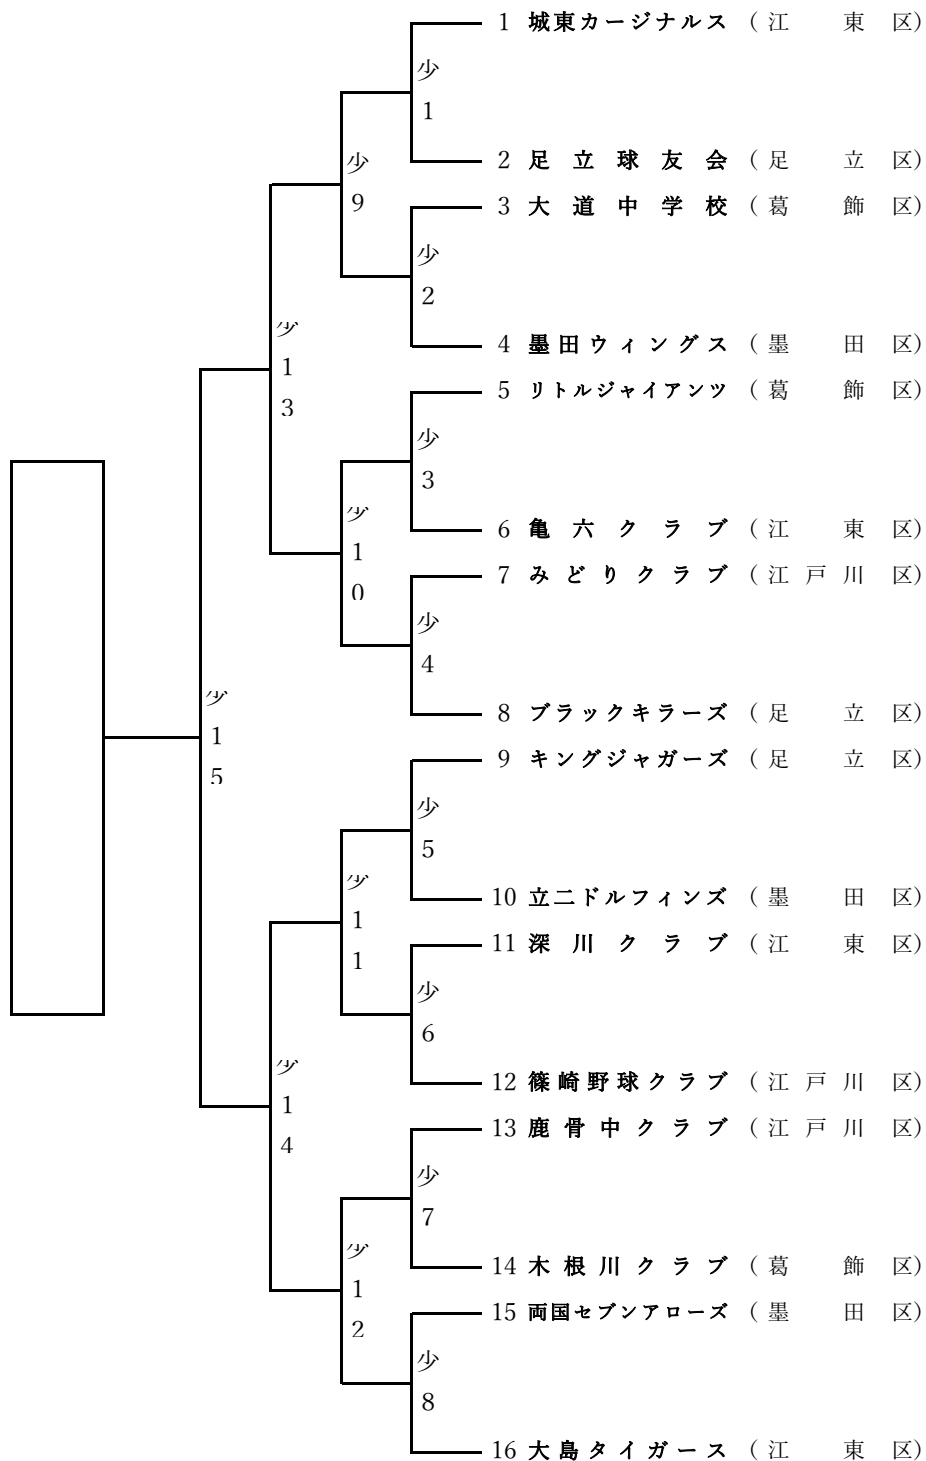 1 城東カージナルス (江東区)
少1
2 足立球友会 (足立区)
少9
3 大道中学校 (葛飾区)
少2
4 墨田ウィングス (墨田区)
少13
5 リトルジャイアンツ (葛飾区)
少3
6 亀六クラブ (江東区)
少10
7 みどりクラブ (江戸川区)
少4
8 ブラックキラーズ (足立区)
少15
9 キングジャガーズ (足立区)
少5
10 立二ドルフィンズ (墨田区)
少11
11 深川クラブ (江東区)
少6
12 篠崎野球クラブ (江戸川区)
少14
13 鹿骨中クラブ (江戸川区)
少7
14 木根川クラブ (葛飾区)
少12
15 両国セブンアローズ (墨田区)
少8
16 大島タイガース (江東区)